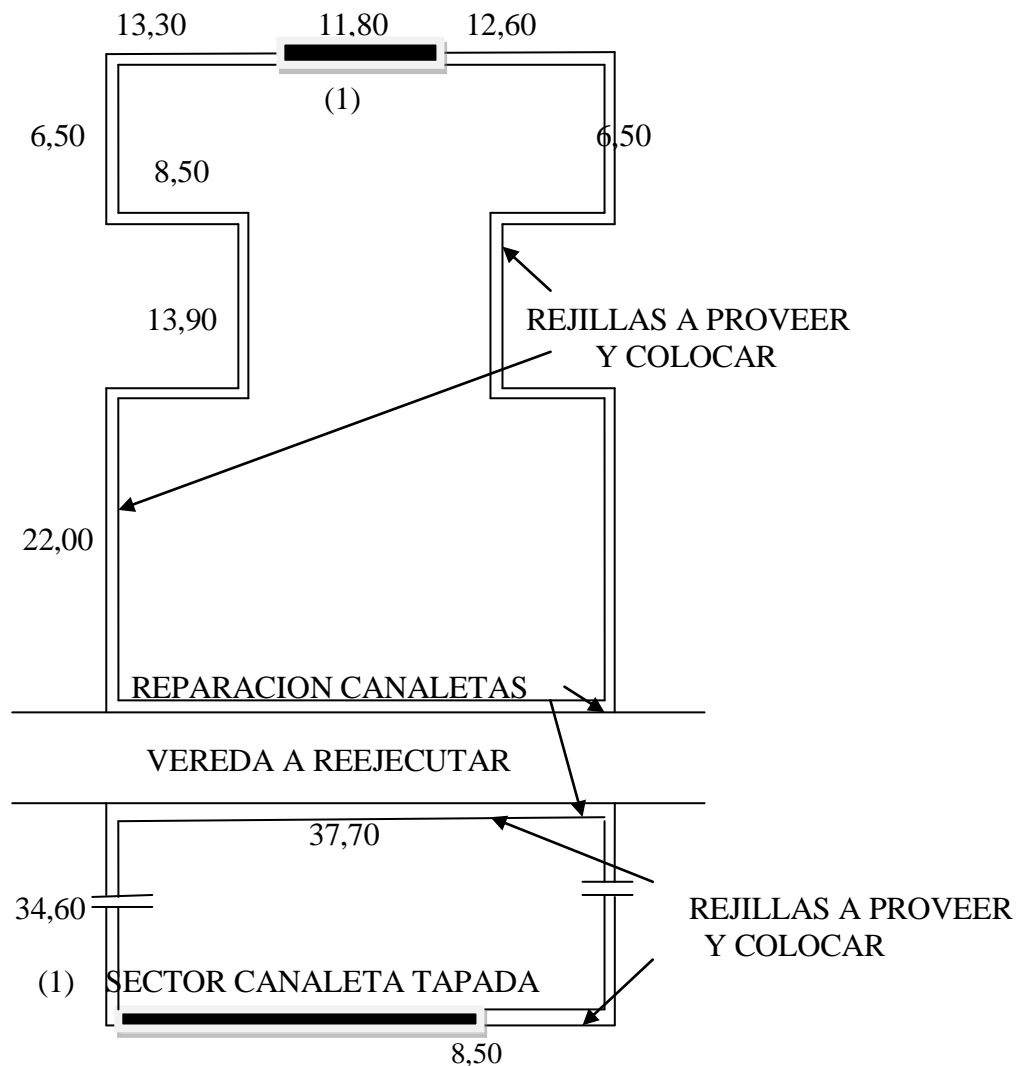 13,30 11,80 12,60
(1)
6,50 6,50
8,50
13,90
REJILLAS A PROVEER
Y COLOCAR
22,00
REPARACION CANALETAS
VEREDA A REEJECUTAR
37,70
34,60
REJILLAS A PROVEER
Y COLOCAR
(1) SECTOR CANALETA TAPADA
8,50